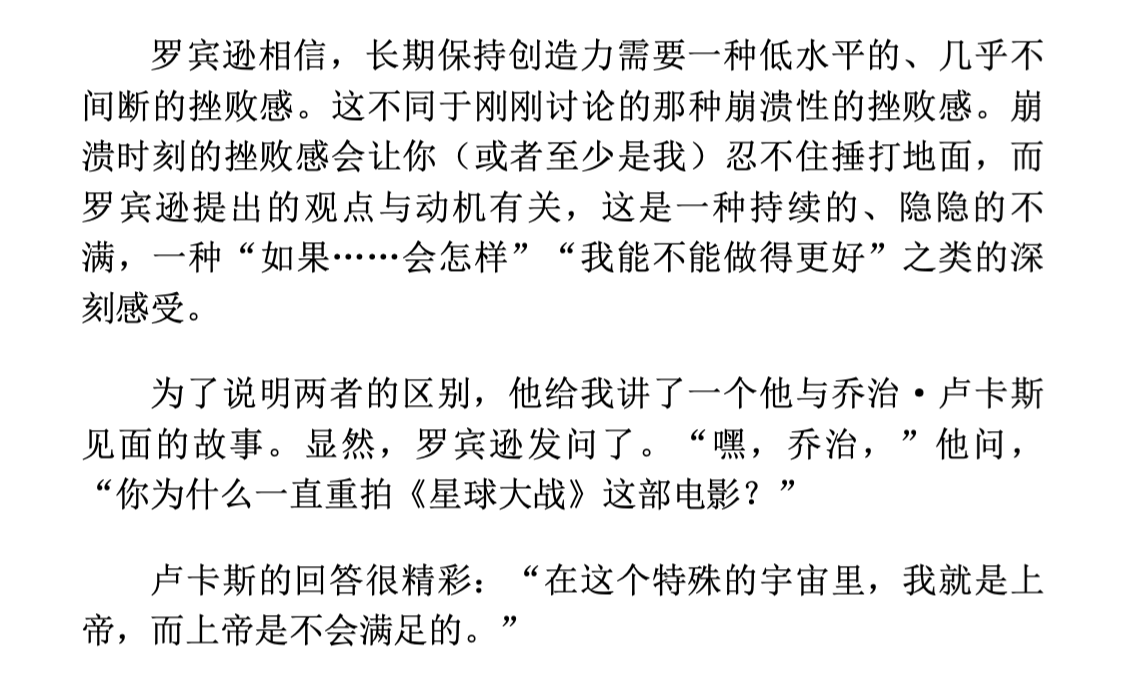 罗宾逊相信，长期保持创造力需要一种低水平的、几乎不
间断的挫败感。这不同于刚刚讨论的那种崩溃性的挫败感。崩
溃时刻的挫败感会让你（或者至少是我）忍不住捶打地面，而
罗宾逊提出的观点与动机有关，这是一种持续的、隐隐的不
满，一种“如果……会怎样”“我能不能做得更好”之类的深
刻感受。
为了说明两者的区别，他给我讲了一个他与乔治·卢卡斯
见面的故事。显然，罗宾逊发问了。“嘿，乔治，”他问，
“你为什么一直重拍《星球大战》这部电影？”
卢卡斯的回答很精彩：“在这个特殊的宇宙里，我就是上
帝，而上帝是不会满足的。”